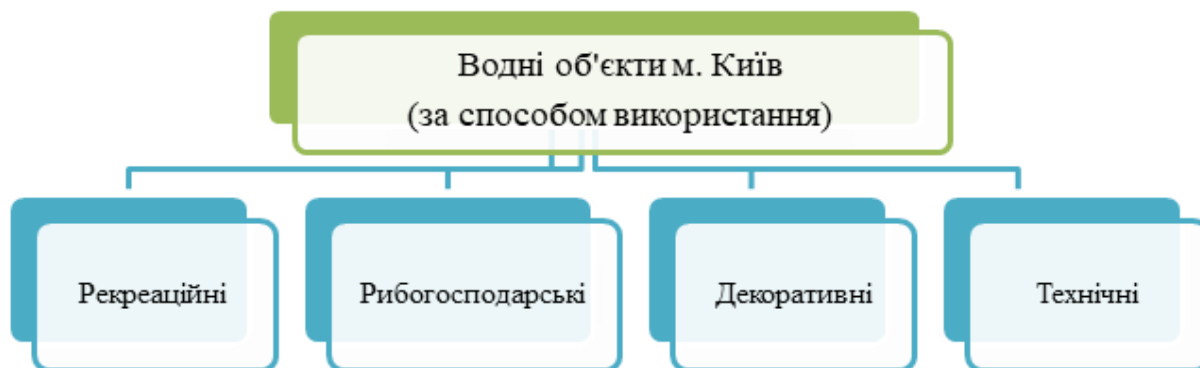 Водні об'єкти м. Київ
(за способом використання)
Рекреаційні
Рибогосподарські
Декоративні
Технічні